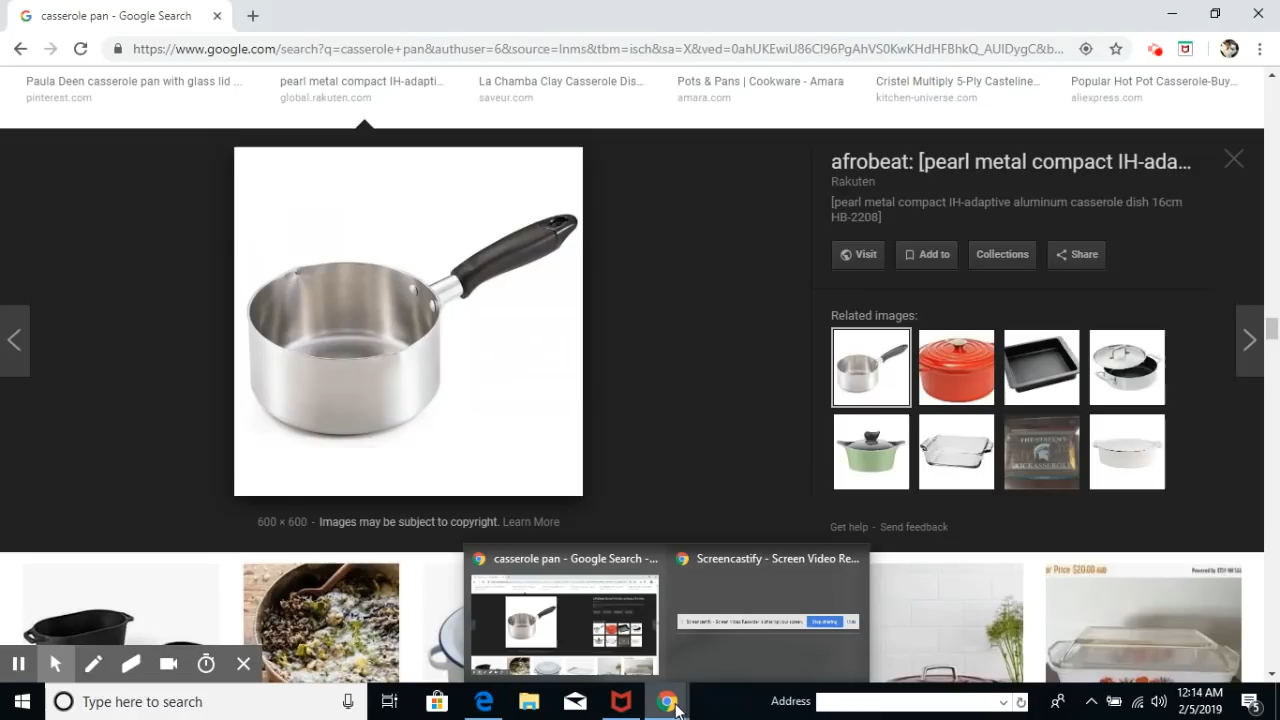 casserole pan - Google Search
https://www.google.com/search?q=casserole+pan&authuser=6&source=lnms&tbm=isch&sa=X&ved=0ahUKEwiU86CI96PgAhVS0KwKHdHFBhkQ_AUIDygC&b...
Paula Deen casserole pan with glass lid ...
pearl metal compact IH-adapti...
La Chamba Clay Casserole Dis...
Pots & Pans | Cookware - Amara
Cristel Multiply 5-Ply Casteline...
Popular Hot Pot Casserole-Buy...
pinterest.com
global.rakuten.com
saveur.com
amara.com
kitchen-universe.com
aliexpress.com
afrobeat: [pearl metal compact IH-ada...
Rakuten
[pearl metal compact IH-adaptive aluminum casserole dish 16cm
HB-2208]
Visit
Add to
Collections
Share
Related images:
600 × 600 - Images may be subject to copyright. Learn More
Get help - Send feedback
casserole pan - Google Search -...
Screencastify - Screen Video Re...
Stop sharing
Type here to search
Address
12:14 AM
2/5/2019
5